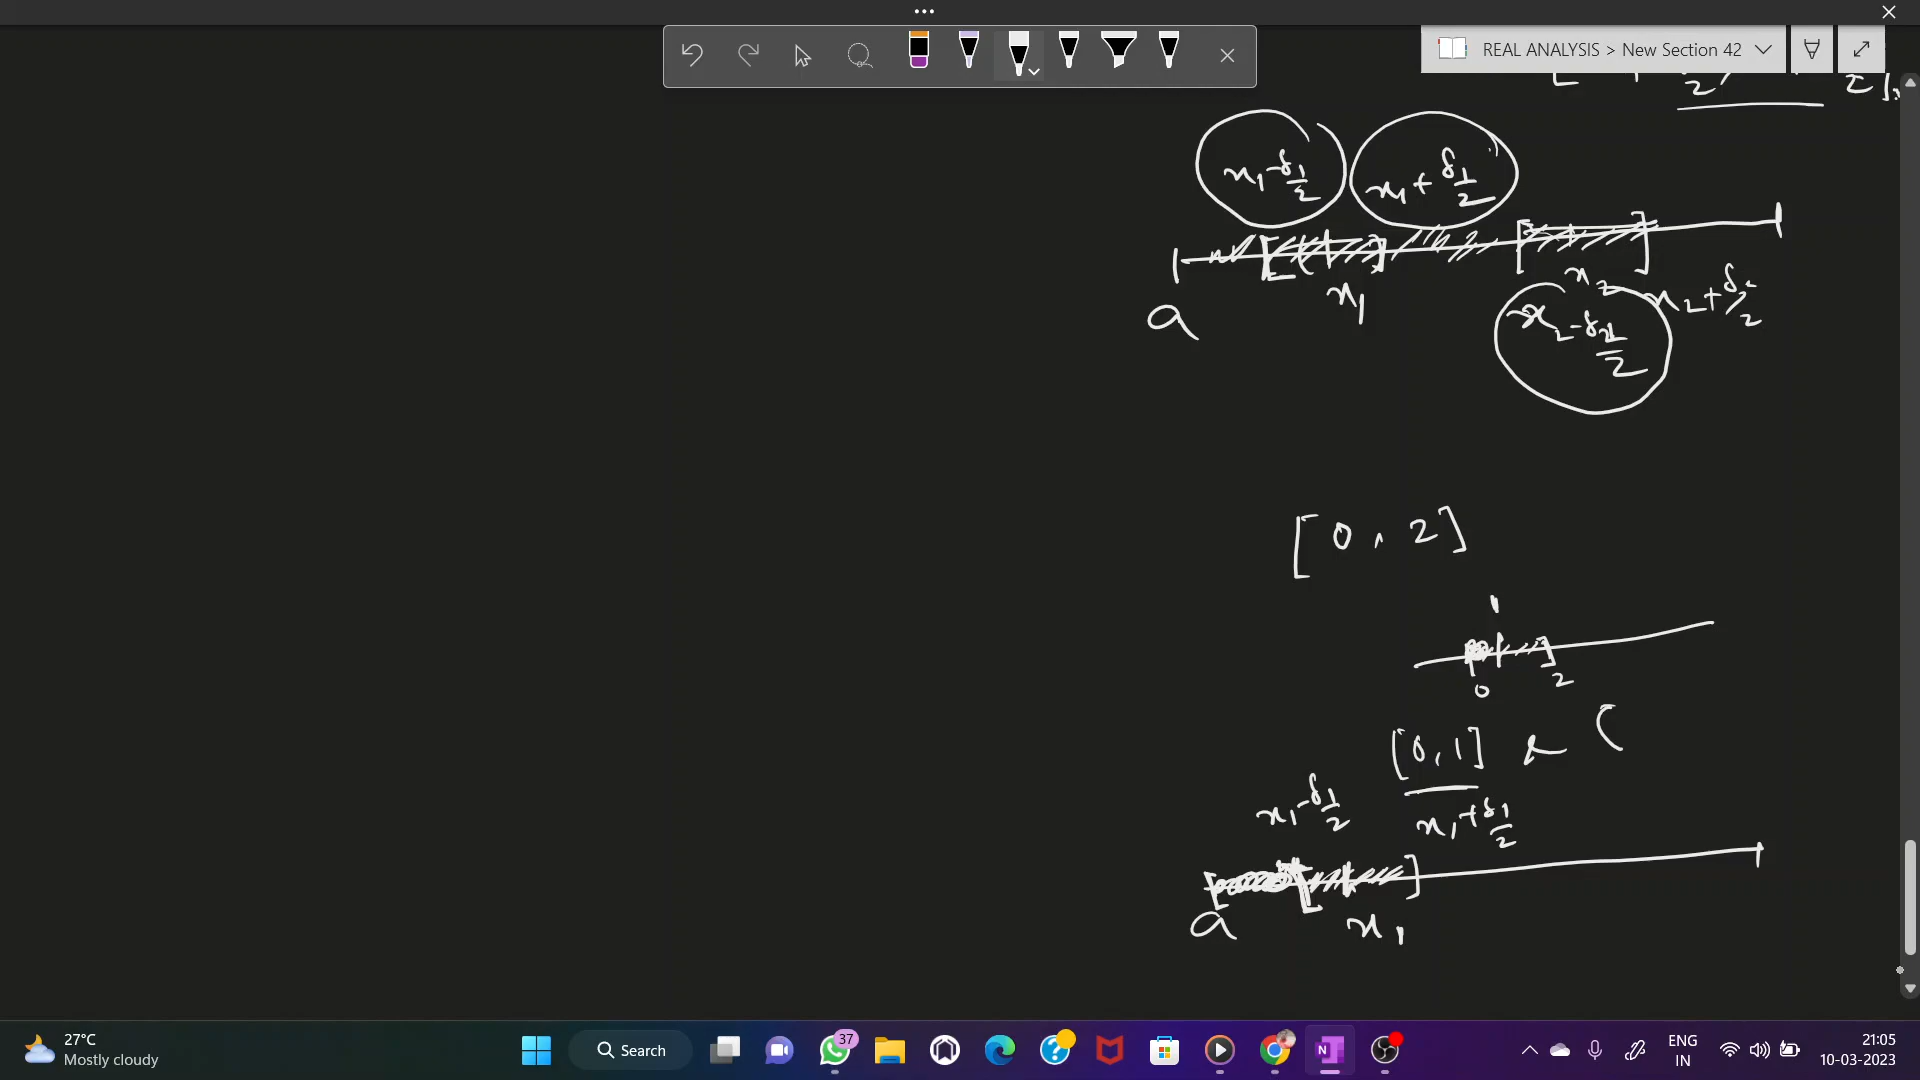 REAL ANALYSIS > New Section 42
x₁ - δ₁/2
x₁ + δ₁/2
a
x₁
x₂
x₂ - δ₂/2
x₂ + δ₂/2
[0, 2]
1
0
2
[0, 1]
(
x₁ - δ₁/2
x₁ + δ₁/2
a
x₁
27°C
Mostly cloudy
Search
37
ENG
IN
21:05
10-03-2023